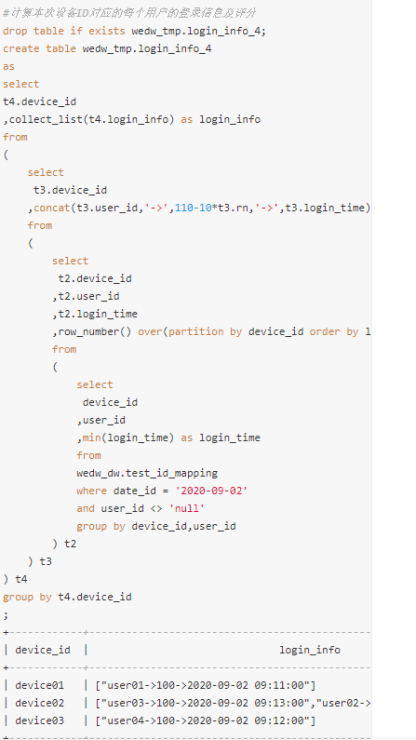 #计算本次设备ID对应的每个用户的登录信息及评分
drop table if exists wedw_tmp.login_info_4;
create table wedw_tmp.login_info_4
as
select
t4.device_id
,collect_list(t4.login_info) as login_info
from
(
    select
     t3.device_id
    ,concat(t3.user_id,'->',110-10*t3.rn,'->',t3.login_time)
    from
    (
        select
         t2.device_id
        ,t2.user_id
        ,t2.login_time
        ,row_number() over(partition by device_id order by l
        from
        (
            select
             device_id
            ,user_id
            ,min(login_time) as login_time
            from
            wedw_dw.test_id_mapping
            where date_id = '2020-09-02'
            and user_id <> 'null'
            group by device_id,user_id
        ) t2
    ) t3
) t4
group by t4.device_id
;
| device_id | login_info
| device01 | ["user01->100->2020-09-02 09:11:00"]
| device02 | ["user03->100->2020-09-02 09:13:00","user02->
| device03 | ["user04->100->2020-09-02 09:12:00"]